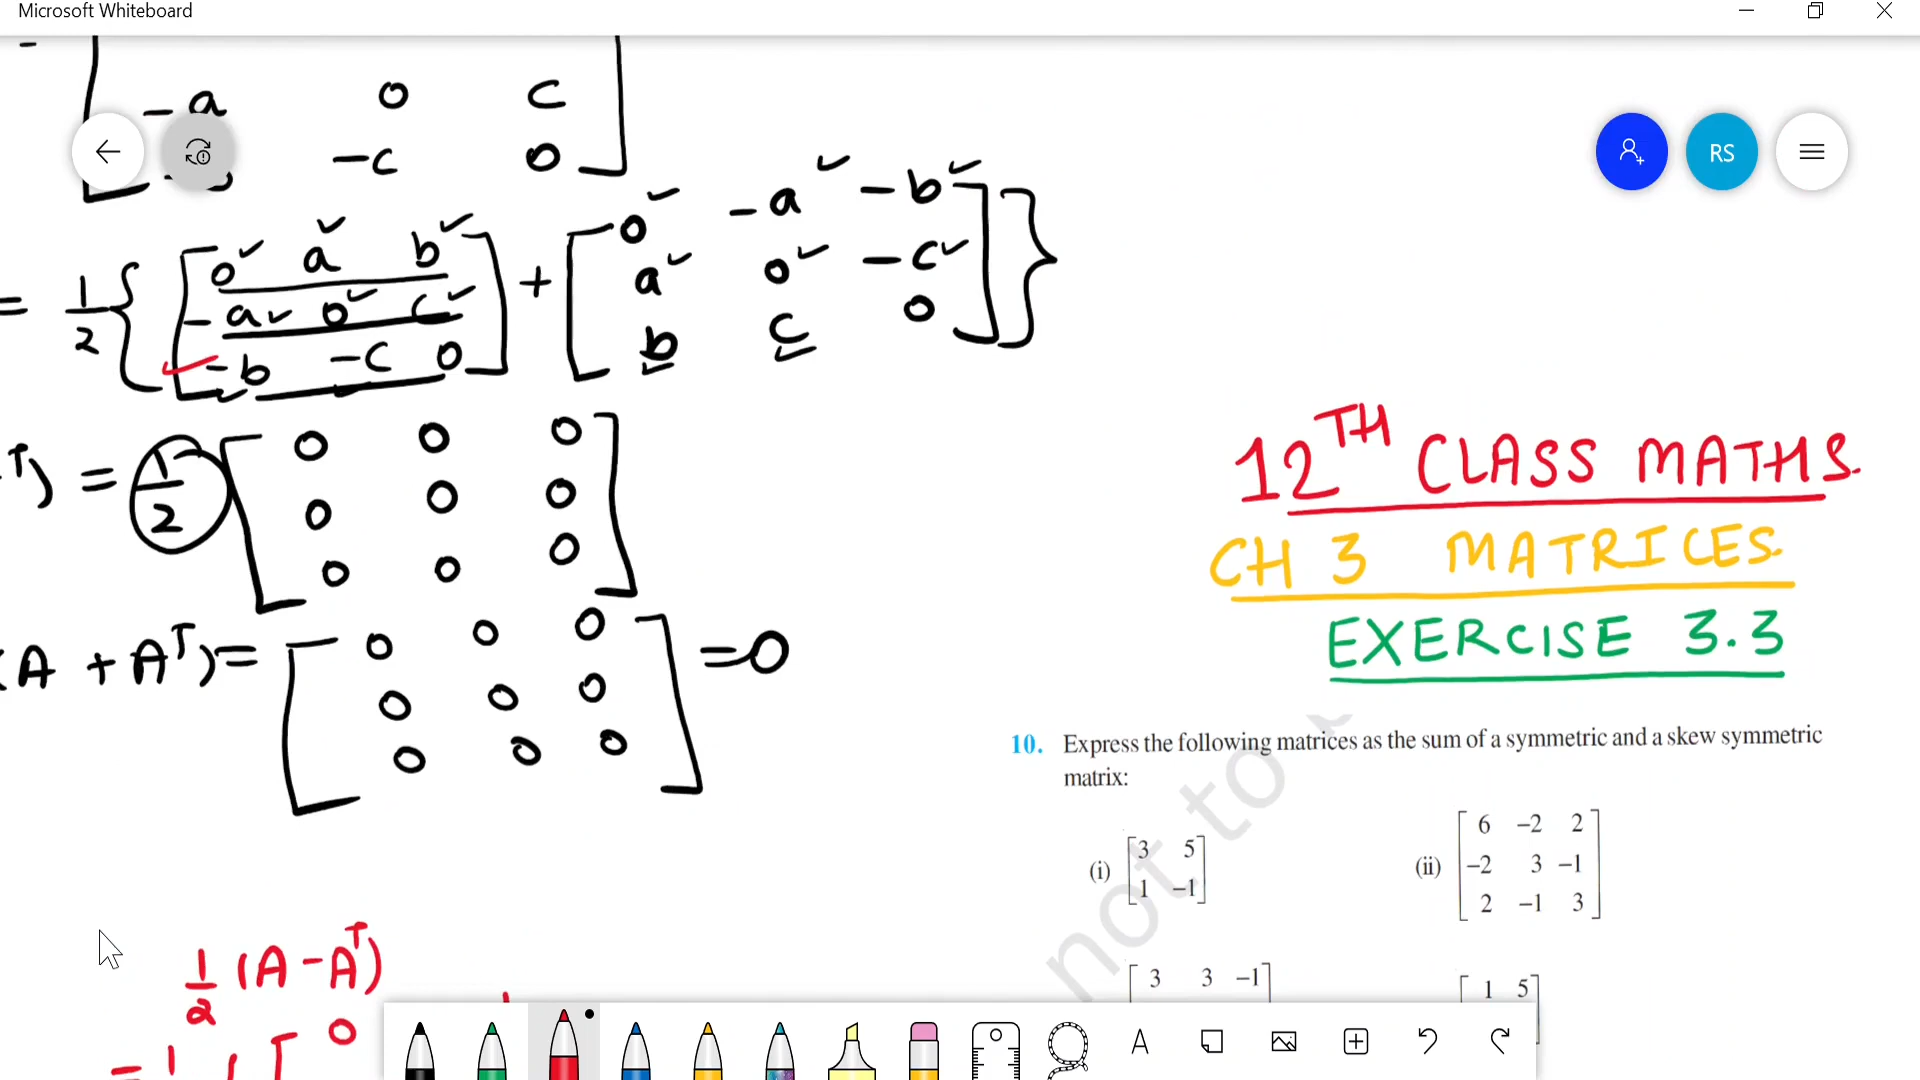 Microsoft Whiteboard
-a 0 c
-c 0
RS
= 1/2 { [ 0 a b + [ 0 -a -b ] }
-a 0 c a 0 -c
-b -c 0 ] b c 0
T) = 1/2 [ 0 0 0
0 0 0
0 0 0 ]
(A + Aᵀ) = [ 0 0 0 ] = 0
0 0 0
0 0 0
1/2 (A - Aᵀ)
= 1 [ 0
12TH CLASS MATHS.
CH 3 MATRICES
EXERCISE 3.3
10. Express the following matrices as the sum of a symmetric and a skew symmetric
matrix:
(i) [ 3 5
1 -1 ]
(ii) [ 6 -2 2
-2 3 -1
2 -1 3 ]
[ 3 3 -1 ]
[ 1 5 ]
not to
A